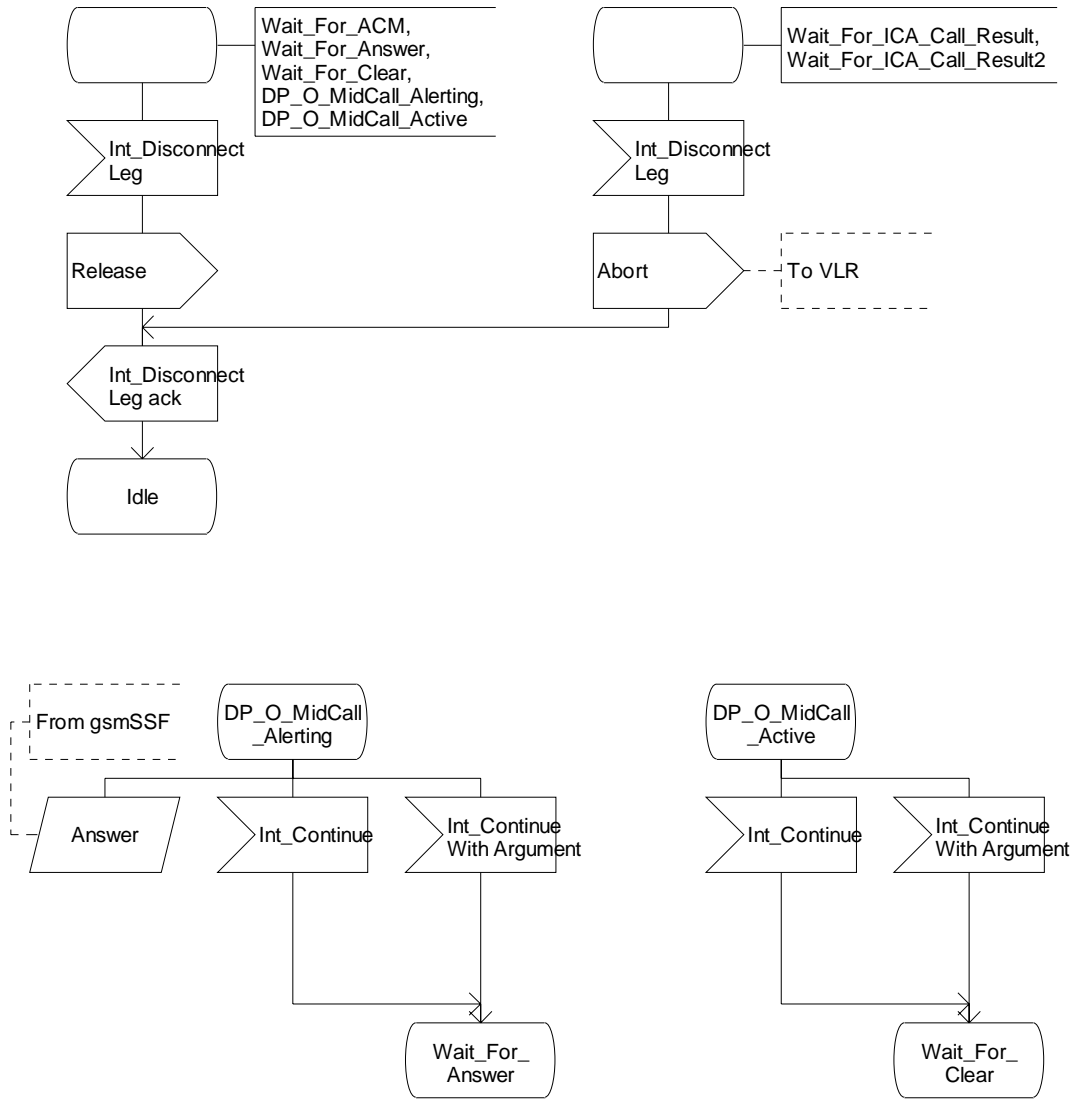 Wait_For_ACM,
Wait_For_Answer,
Wait_For_Clear,
DP_O_MidCall_Alerting,
DP_O_MidCall_Active
Wait_For_ICA_Call_Result,
Wait_For_ICA_Call_Result2
Int_Disconnect
Leg
Int_Disconnect
Leg
Release
Abort
To VLR
Int_Disconnect
Leg ack
Idle
From gsmSSF
DP_O_MidCall
_Alerting
DP_O_MidCall
_Active
Answer
Int_Continue
Int_Continue
With Argument
Int_Continue
Int_Continue
With Argument
Wait_For_
Answer
Wait_For_
Clear